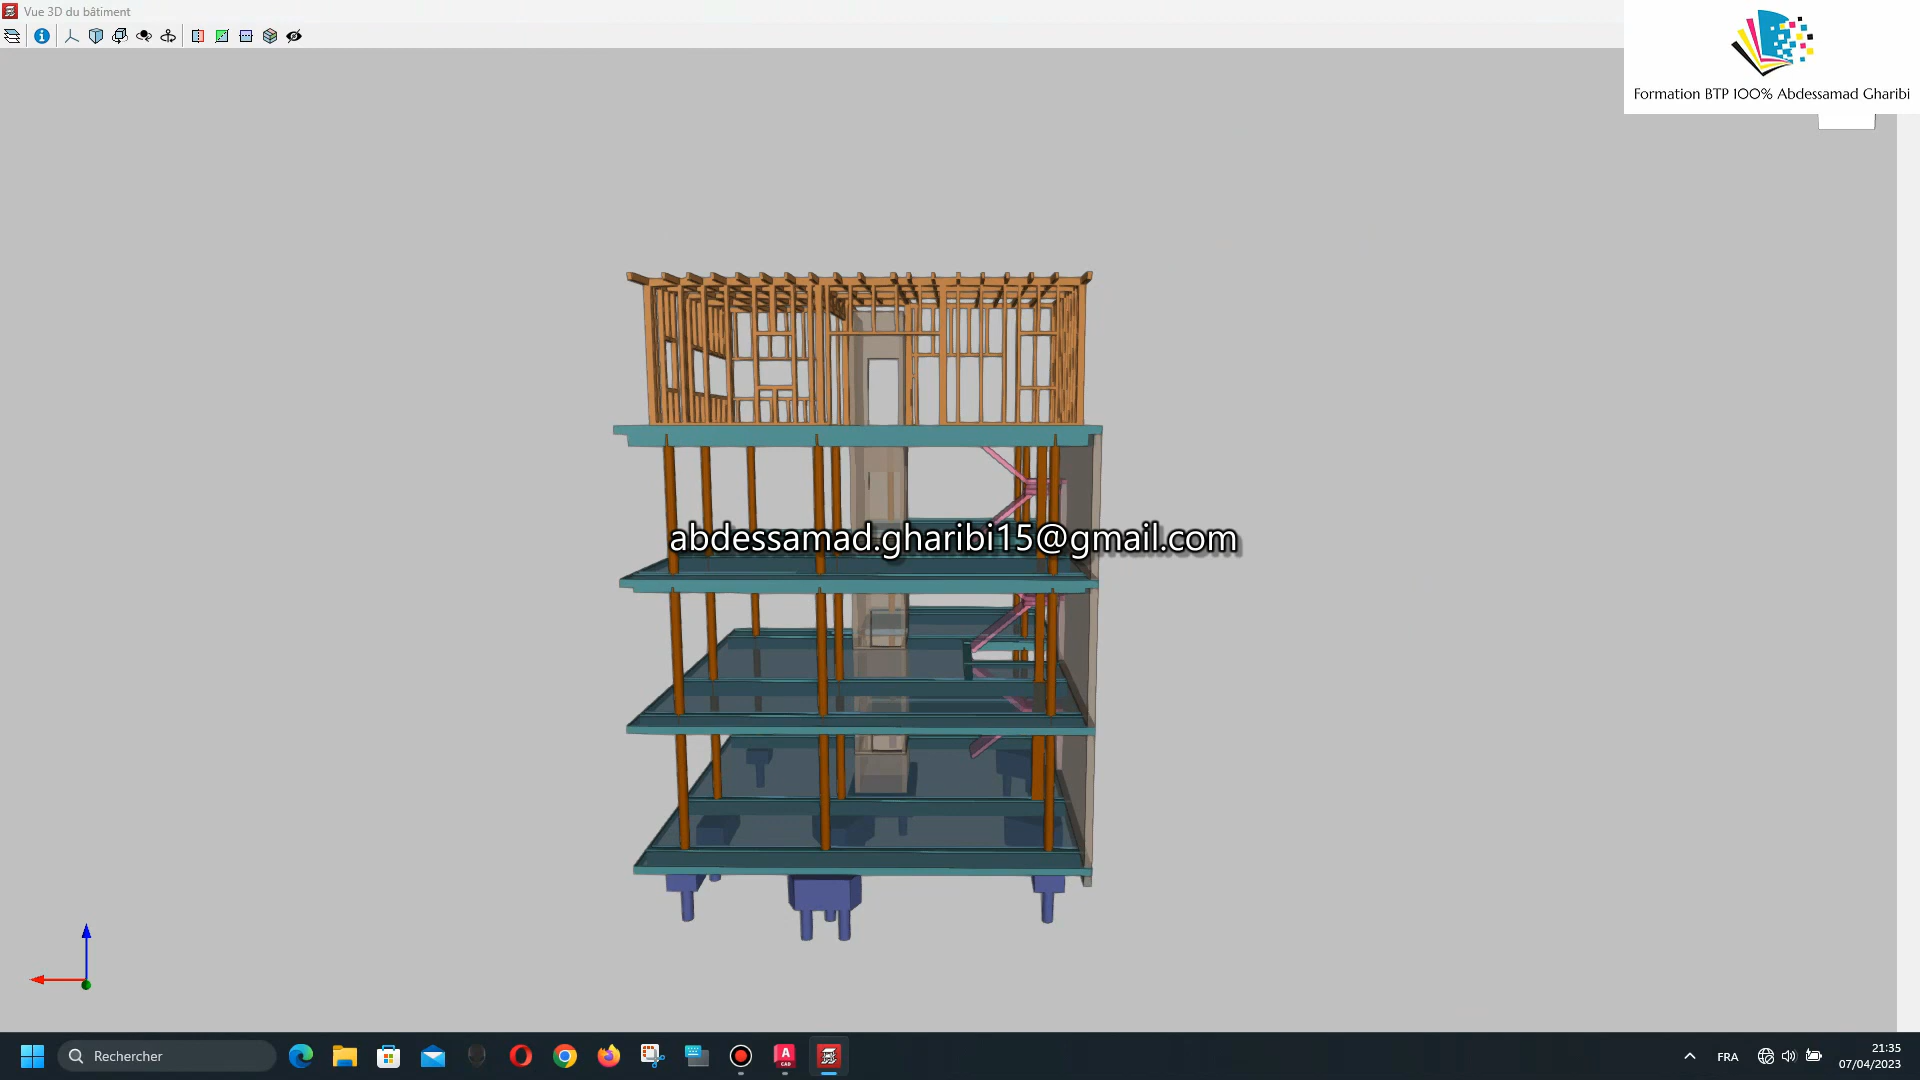 Vue 3D du bâtiment
Formation BTP 100% Abdessamad Gharibi
abdessamad.gharibi15@gmail.com
Rechercher
A
CAD
FRA
21:35
07/04/2023